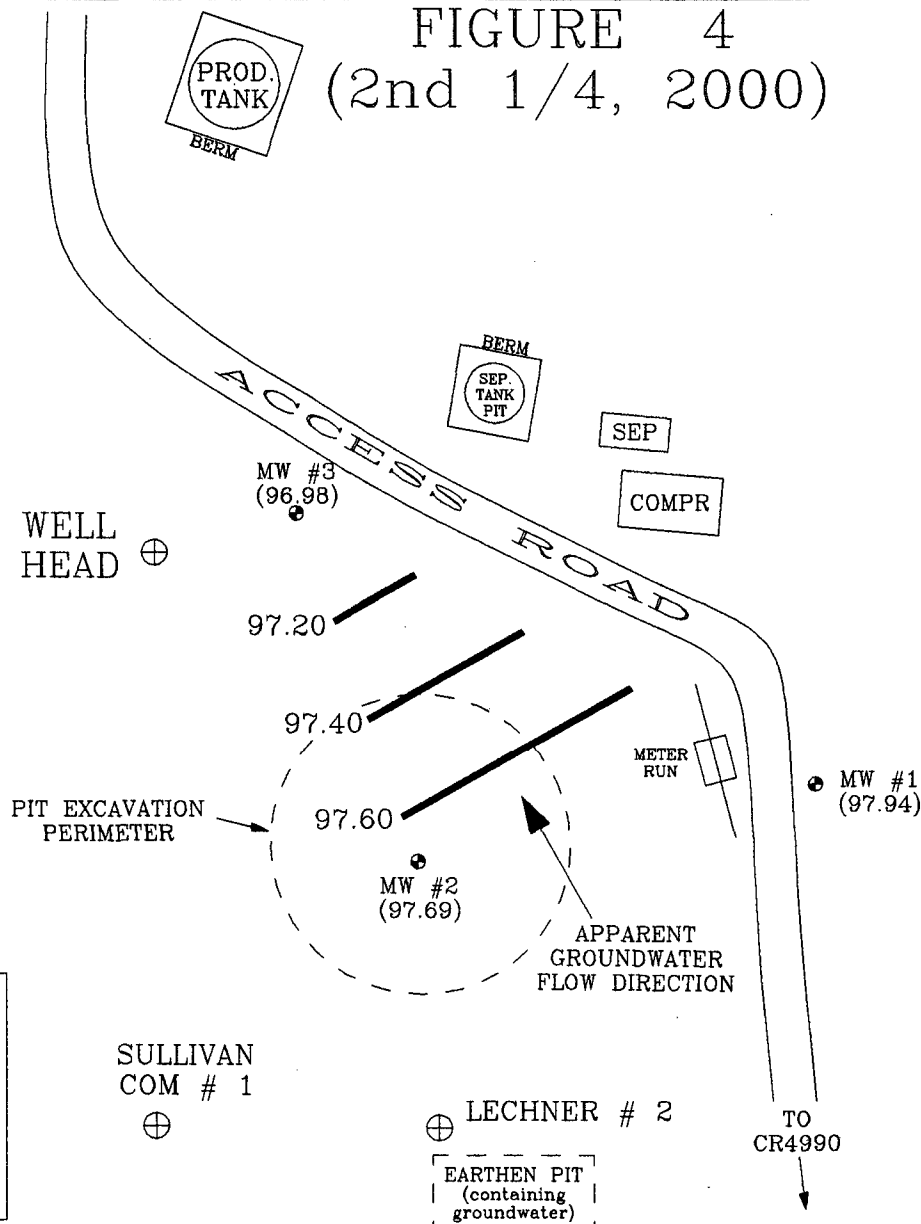 FIGURE 4
(2nd 1/4, 2000)
PROD.
TANK
BERM
BERM
SEP.
TANK
PIT
SEP
COMPR
ACCESS ROAD
MW #3
(96.98)
WELL
HEAD
97.20
97.40
97.60
METER
RUN
MW #1
(97.94)
PIT EXCAVATION
PERIMETER
MW #2
(97.69)
APPARENT
GROUNDWATER
FLOW DIRECTION
SULLIVAN
COM # 1
LECHNER # 2
TO
CR4990
EARTHEN PIT
(containing
groundwater)